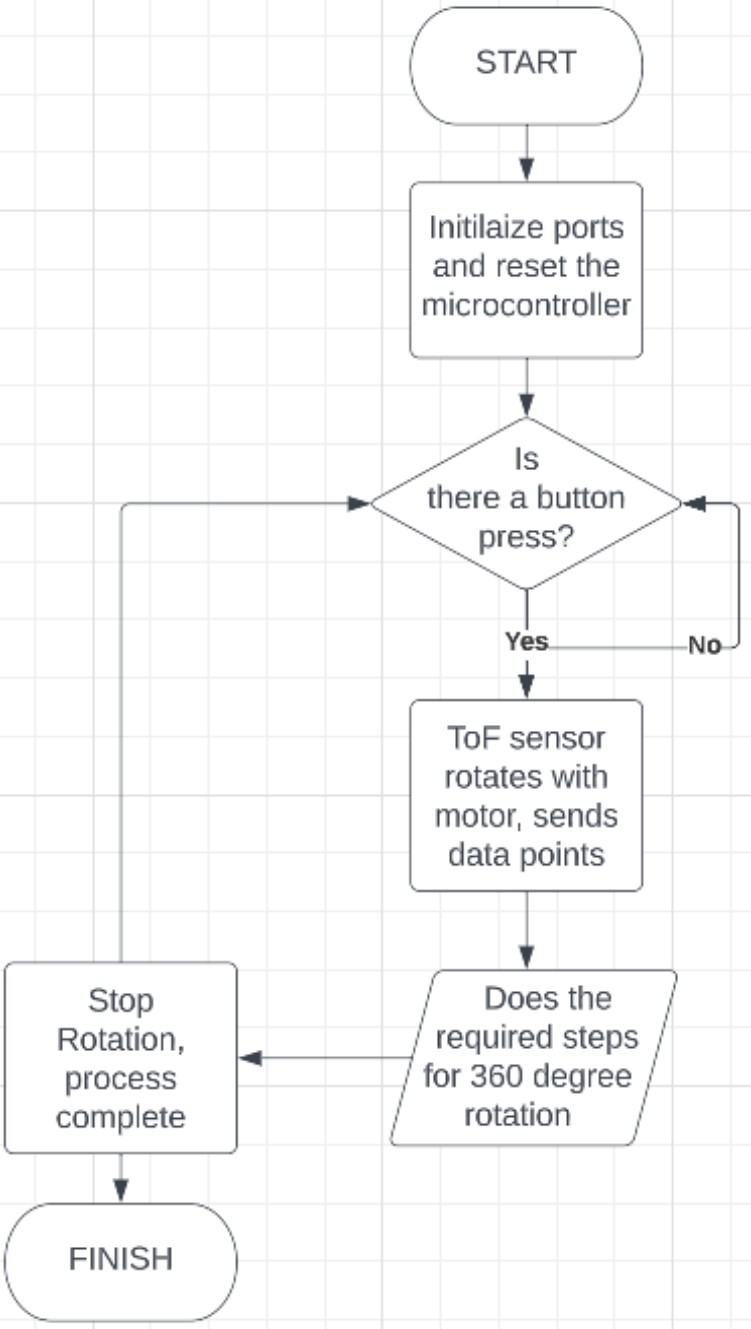 START
Initilaize ports
and reset the
microcontroller
Is
there a button
press?
Yes
No
ToF sensor
rotates with
motor, sends
data points
Does the
required steps
for 360 degree
rotation
Stop
Rotation,
process
complete
FINISH